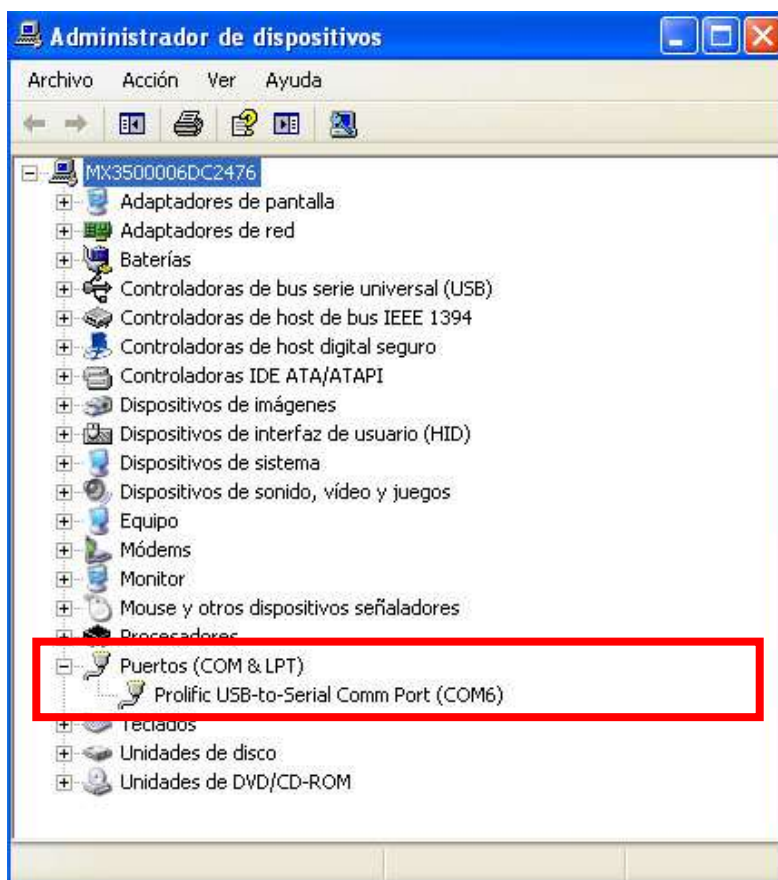 Administrador de dispositivos
Archivo Acción Ver Ayuda
MX3500006DC2476
Adaptadores de pantalla
Adaptadores de red
Baterías
Controladoras de bus serie universal (USB)
Controladoras de host de bus IEEE 1394
Controladoras de host digital seguro
Controladoras IDE ATA/ATAPI
Dispositivos de imágenes
Dispositivos de interfaz de usuario (HID)
Dispositivos de sistema
Dispositivos de sonido, vídeo y juegos
Equipo
Módems
Monitor
Mouse y otros dispositivos señaladores
Procesadores
Puertos (COM & LPT)
Prolific USB-to-Serial Comm Port (COM6)
Teclados
Unidades de disco
Unidades de DVD/CD-ROM